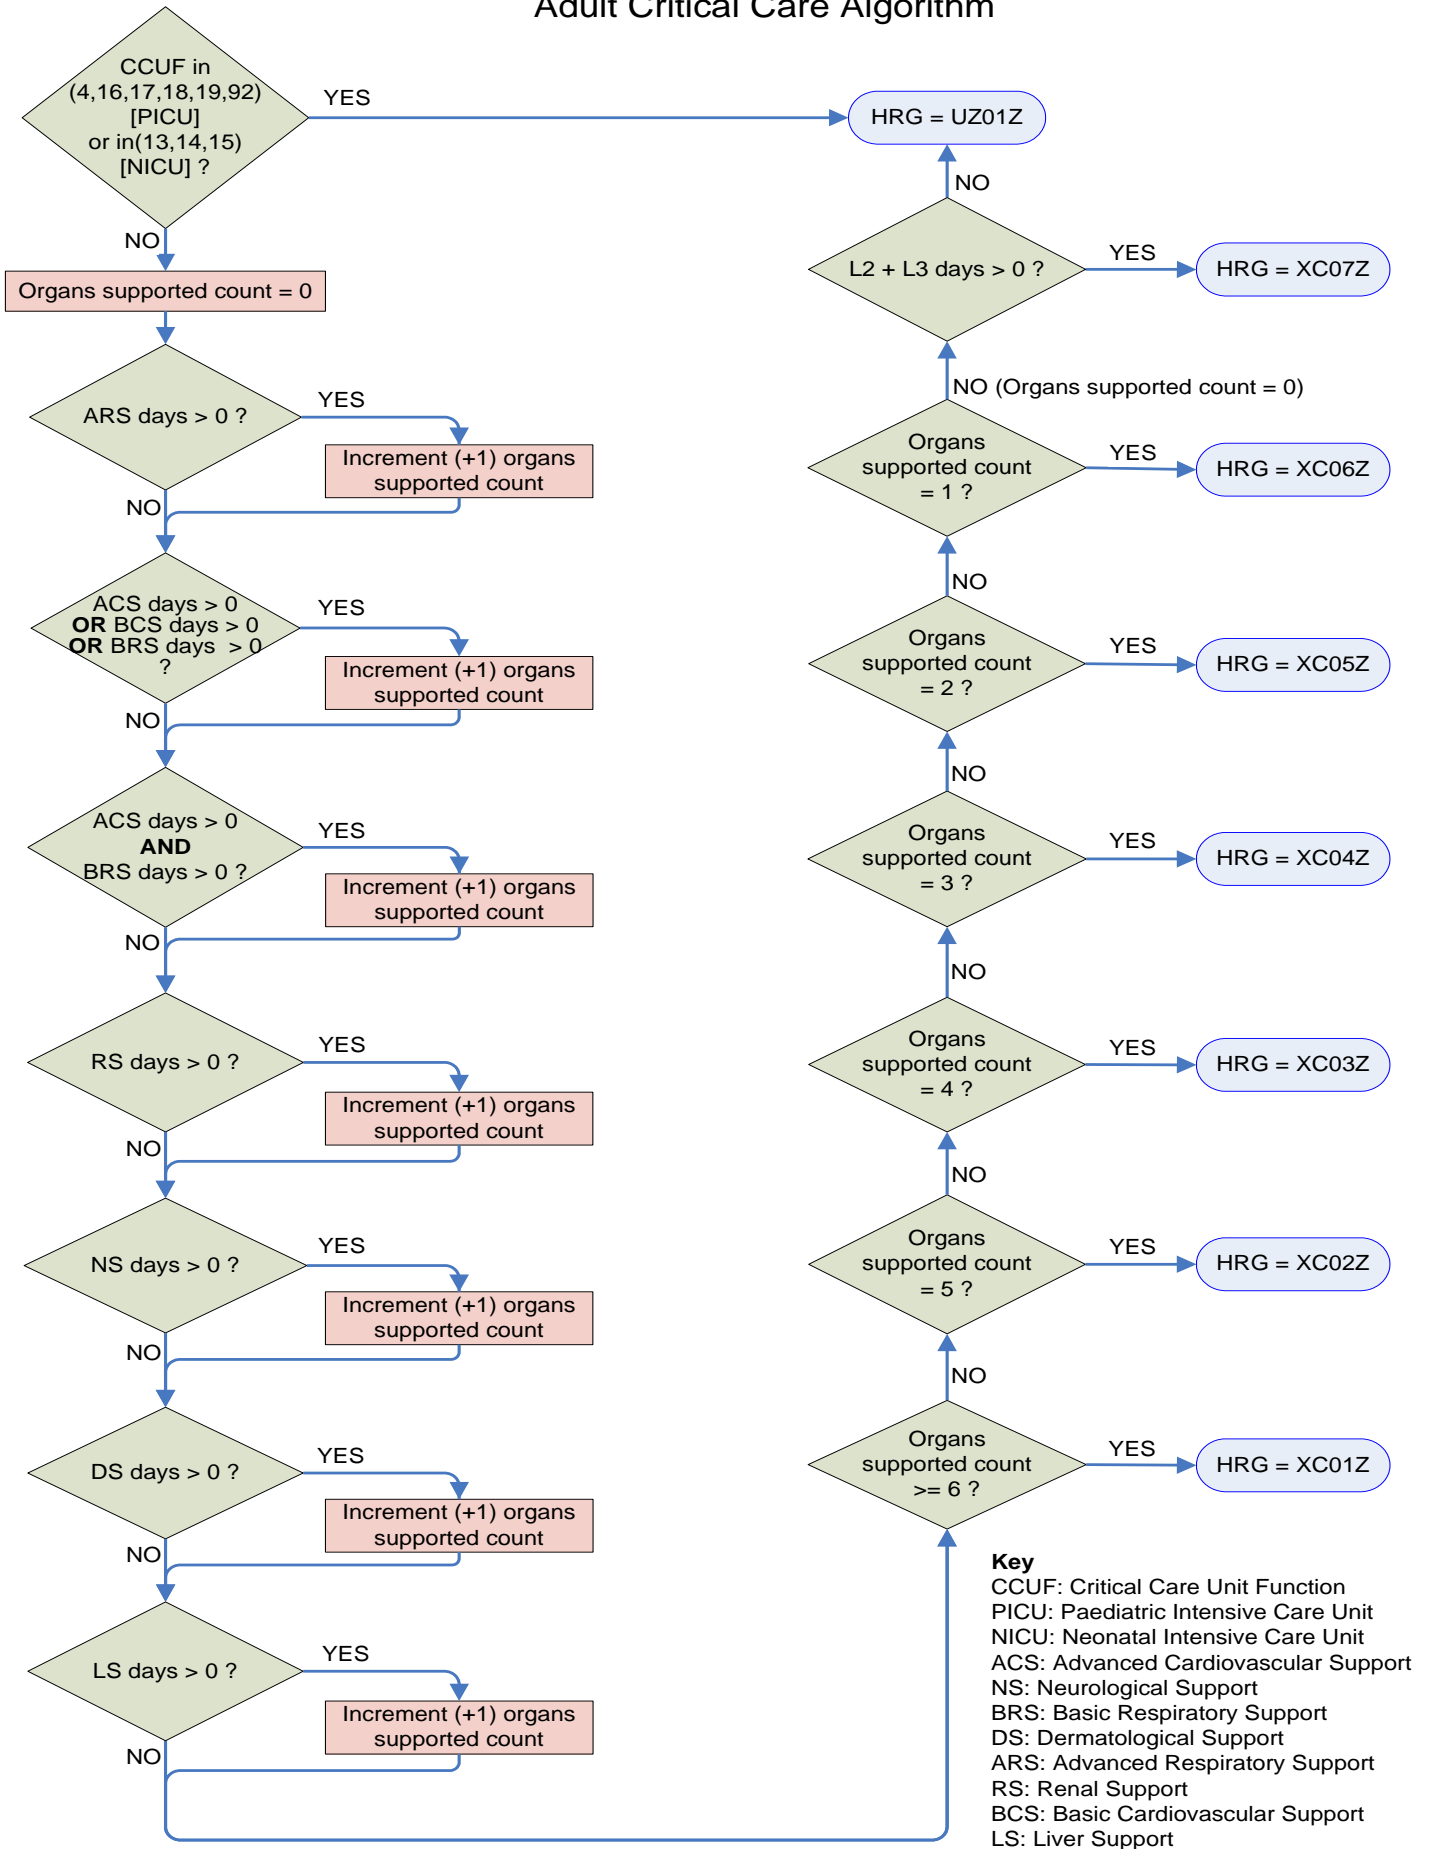 Adult Critical Care Algorithm
CCUF in
(4,16,17,18,19,92)
[PICU]
or in(13,14,15)
[NICU] ?
YES
NO
Organs supported count = 0
ARS days > 0 ?
YES
Increment (+1) organs
supported count
NO
ACS days > 0
OR BCS days > 0
OR BRS days > 0
?
YES
Increment (+1) organs
supported count
NO
ACS days > 0
AND
BRS days > 0 ?
YES
Increment (+1) organs
supported count
NO
RS days > 0 ?
YES
Increment (+1) organs
supported count
NO
NS days > 0 ?
YES
Increment (+1) organs
supported count
NO
DS days > 0 ?
YES
Increment (+1) organs
supported count
NO
LS days > 0 ?
YES
Increment (+1) organs
supported count
NO
HRG = UZ01Z
NO
L2 + L3 days > 0 ?
YES
HRG = XC07Z
NO (Organs supported count = 0)
Organs
supported count
= 1 ?
YES
HRG = XC06Z
NO
Organs
supported count
= 2 ?
YES
HRG = XC05Z
NO
Organs
supported count
= 3 ?
YES
HRG = XC04Z
NO
Organs
supported count
= 4 ?
YES
HRG = XC03Z
NO
Organs
supported count
= 5 ?
YES
HRG = XC02Z
NO
Organs
supported count
>= 6 ?
YES
HRG = XC01Z
Key
CCUF: Critical Care Unit Function
PICU: Paediatric Intensive Care Unit
NICU: Neonatal Intensive Care Unit
ACS: Advanced Cardiovascular Support
NS: Neurological Support
BRS: Basic Respiratory Support
DS: Dermatological Support
ARS: Advanced Respiratory Support
RS: Renal Support
BCS: Basic Cardiovascular Support
LS: Liver Support